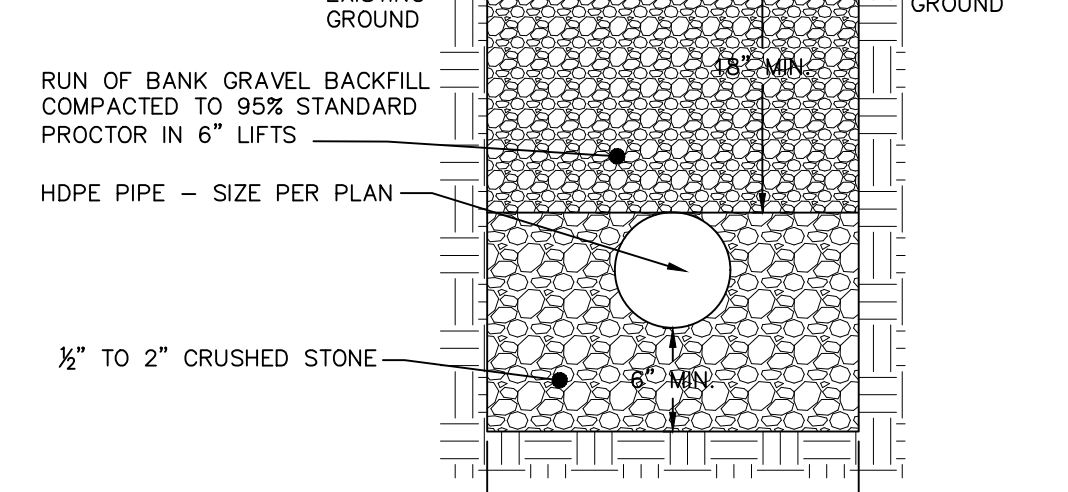 GROUND
GROUND
18" MIN.
RUN OF BANK GRAVEL BACKFILL
COMPACTED TO 95% STANDARD
PROCTOR IN 6" LIFTS
HDPE PIPE – SIZE PER PLAN
½" TO 2" CRUSHED STONE
6" MIN.